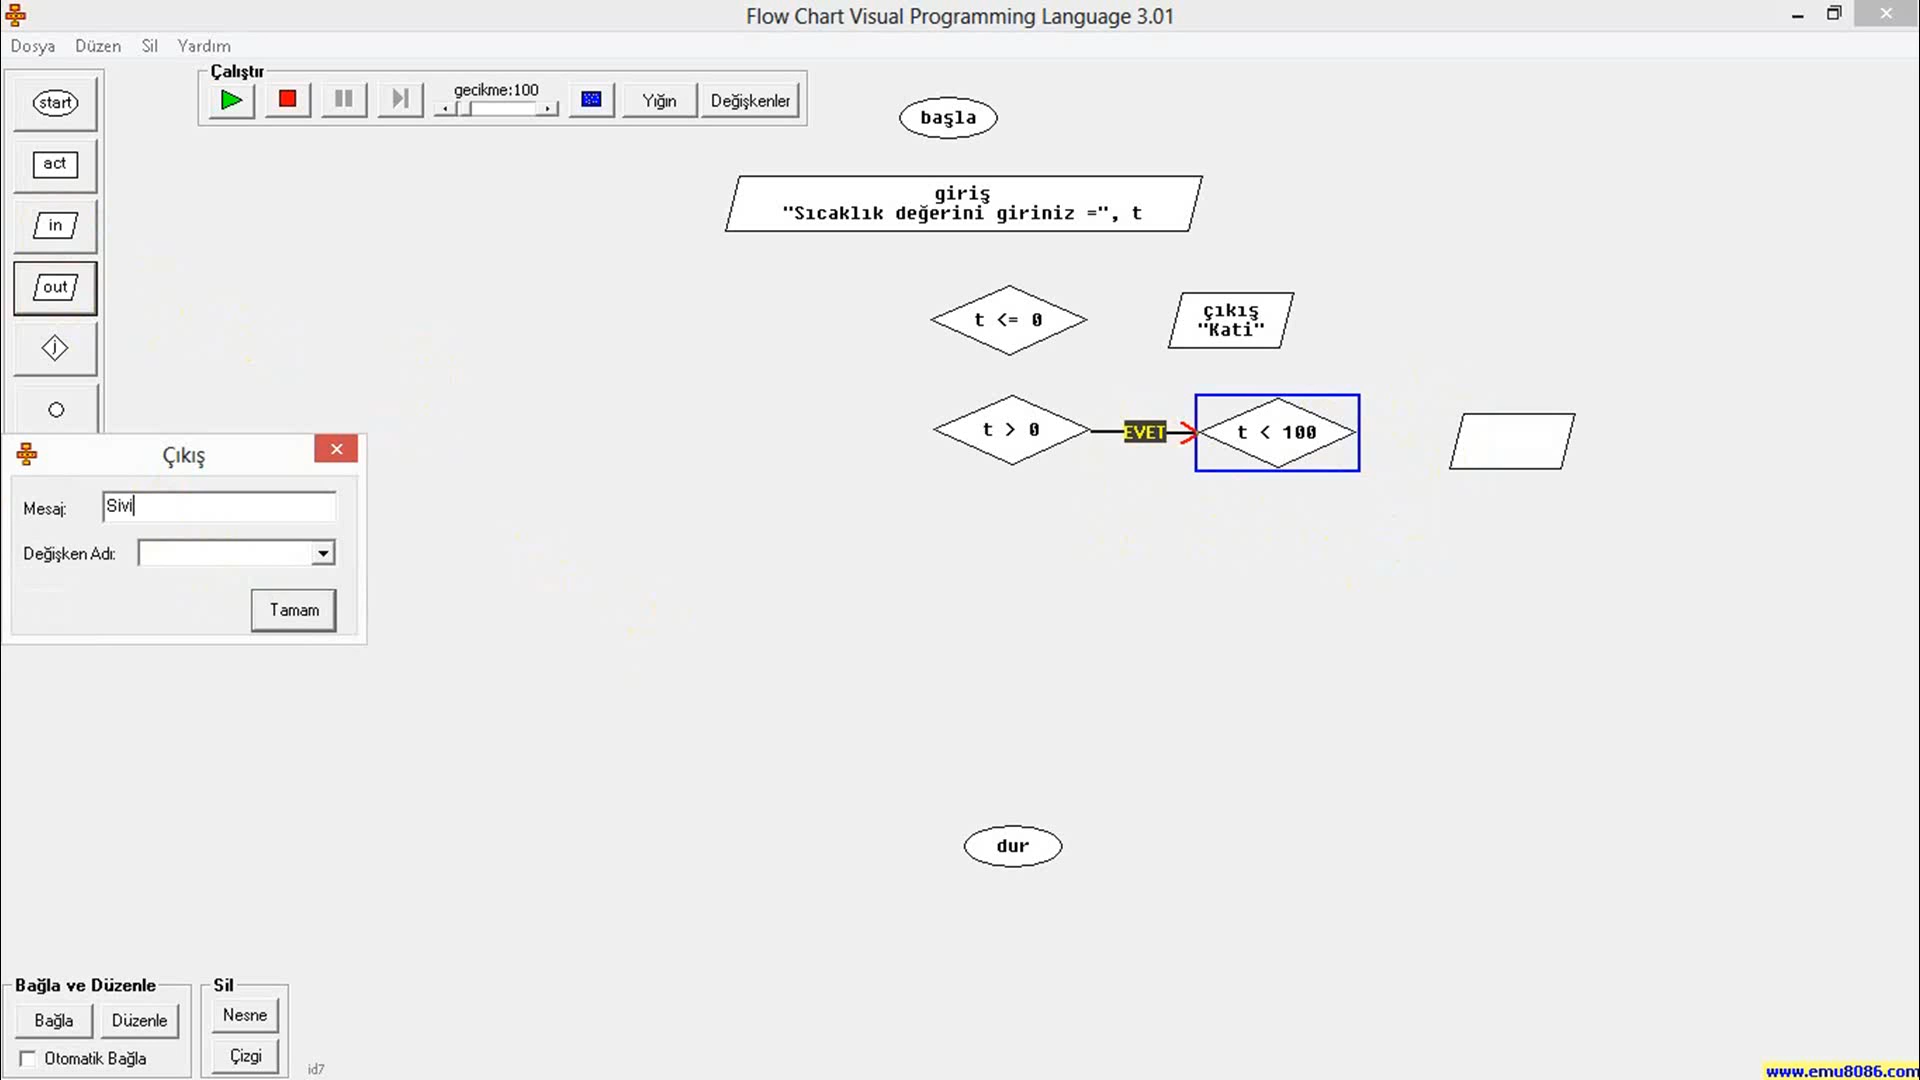 Flow Chart Visual Programming Language 3.01
Dosya Düzen Sil Yardım
Çalıştır
gecikme:100
Yığın
Değişkenler
start
act
in
out
j
başla
giriş
"Sıcaklık değerini giriniz =", t
t <= 0
çıkış
"Kati"
t > 0
EVET
t < 100
Çıkış
Mesaj:
Sivi
Değişken Adı:
Tamam
dur
Bağla ve Düzenle
Bağla
Düzenle
Otomatik Bağla
Sil
Nesne
Çizgi
id7
www.emu8086.com